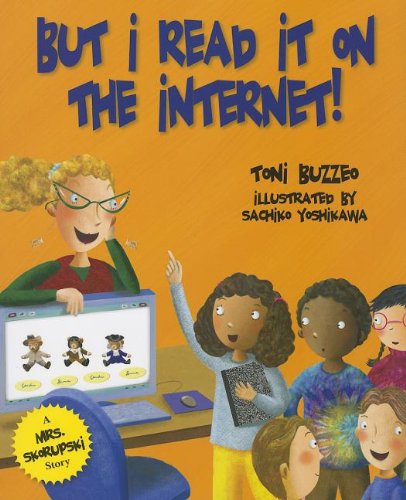 BUT I READ IT ON
THE INTERNET!
TONI BUZZEO
ILLUSTRATED BY
SACHIKO YOSHIKAWA
A
MRS.
SKORUPSKI
Story